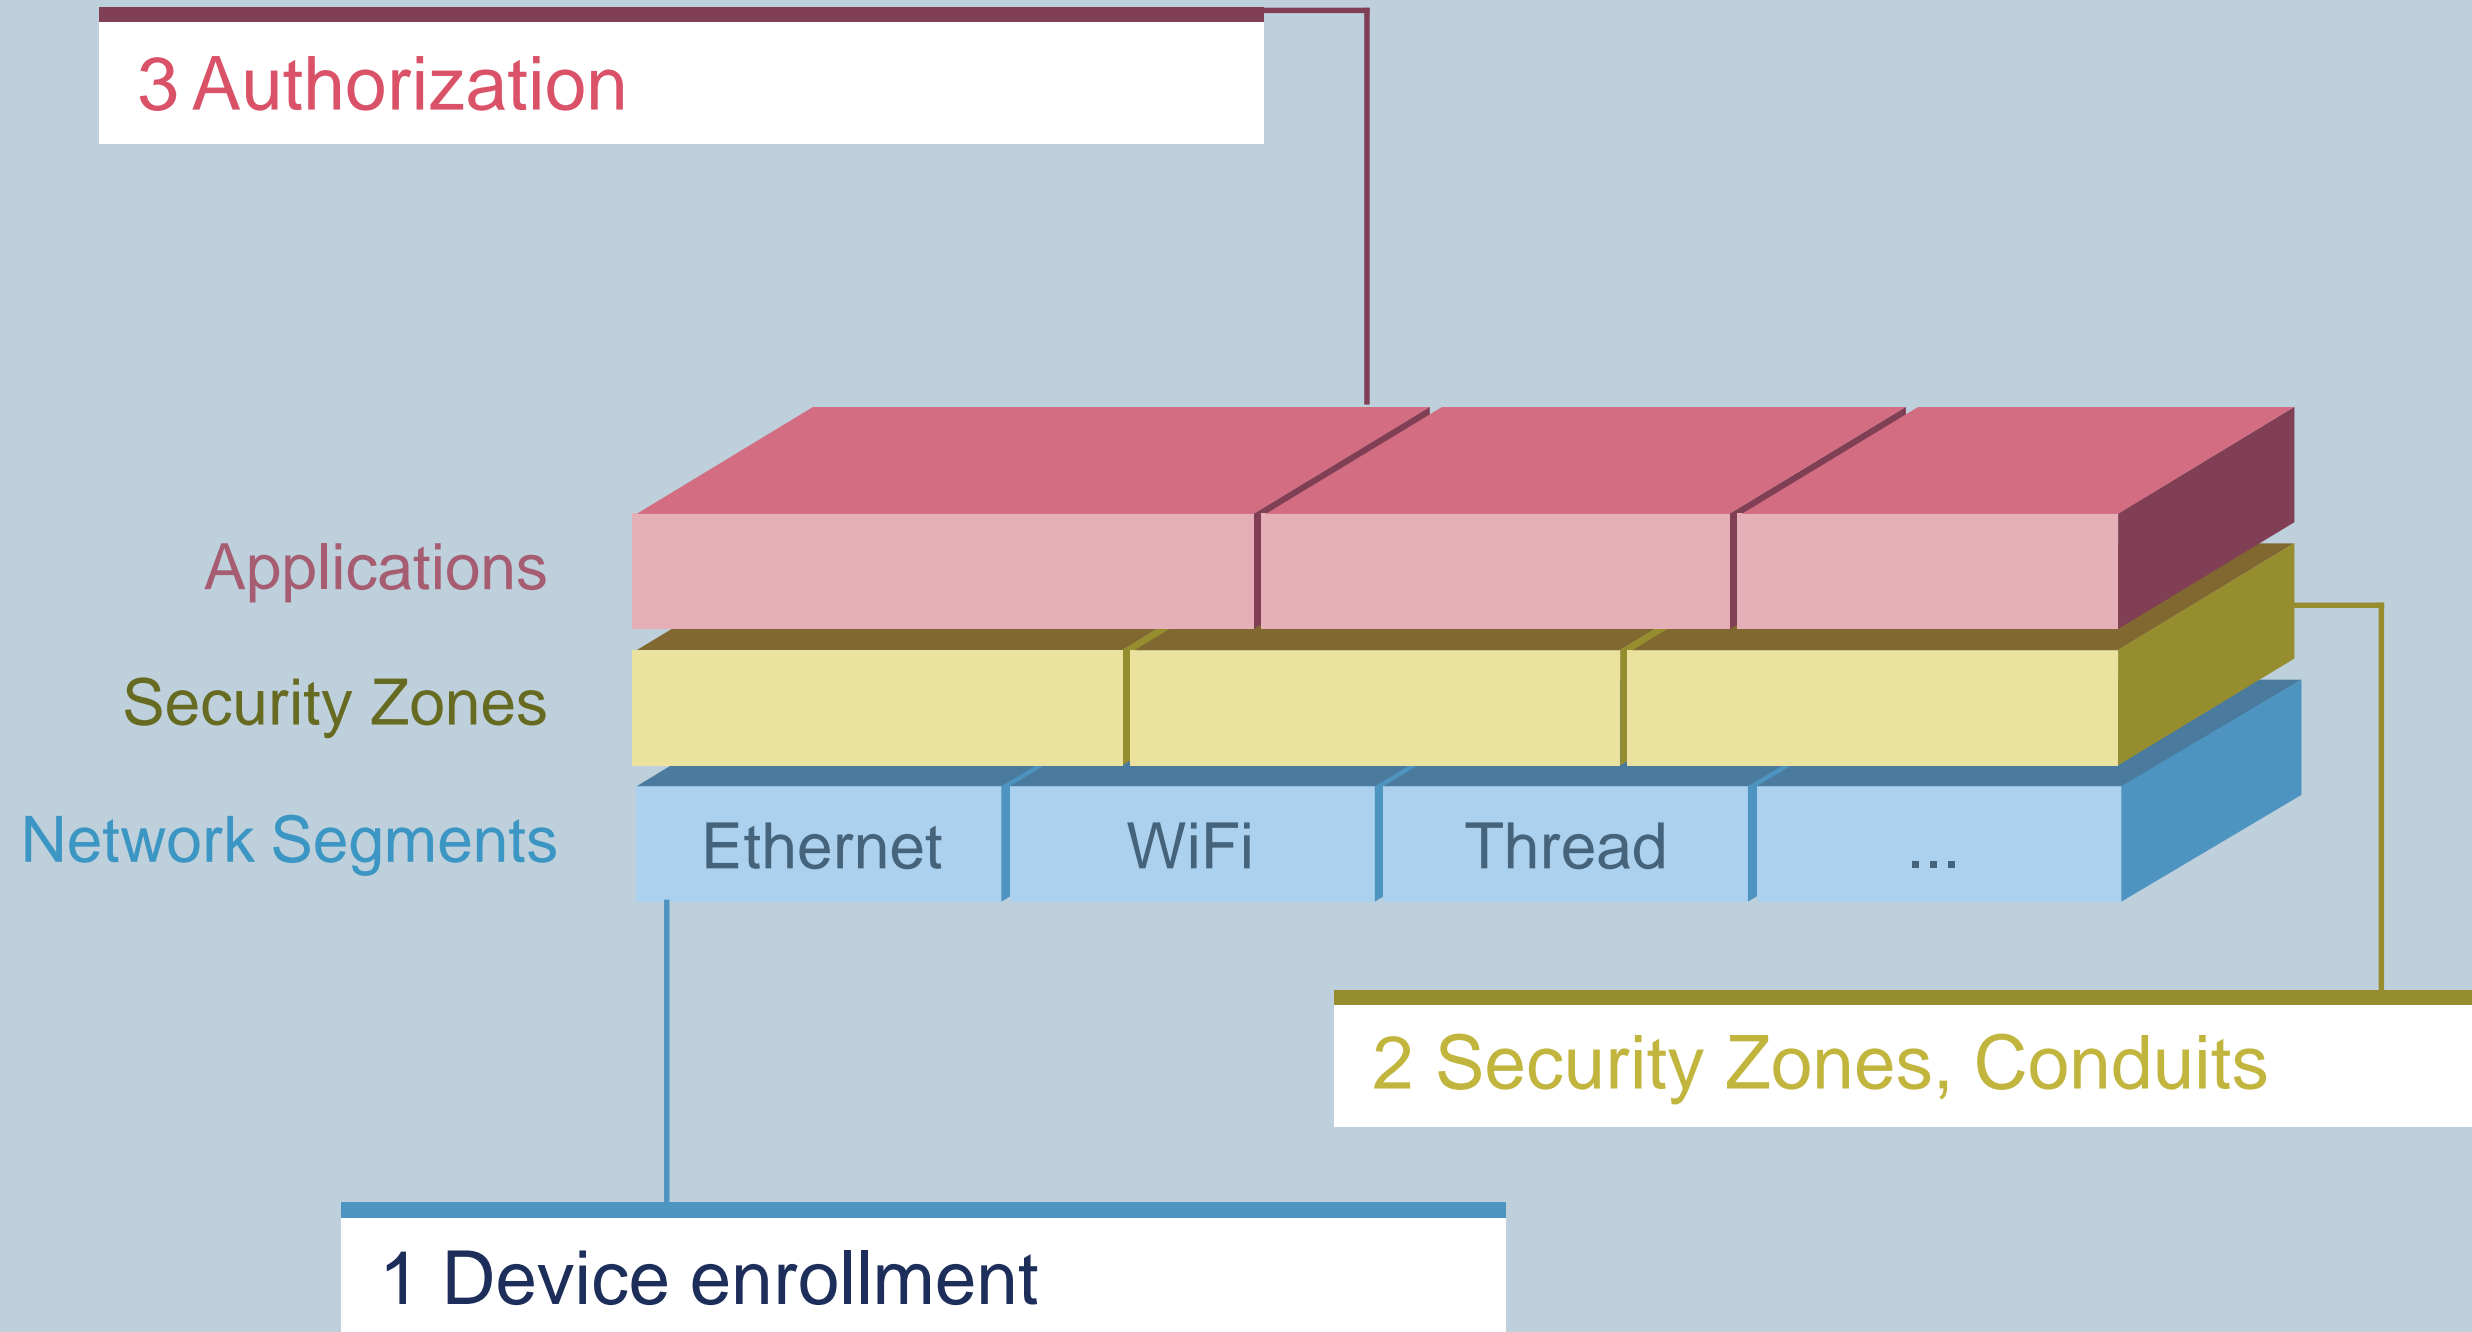 3 Authorization
Applications
Security Zones
Network Segments
Ethernet
WiFi
Thread
...
2 Security Zones, Conduits
1 Device enrollment